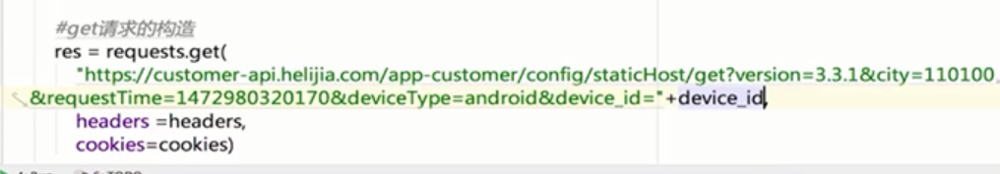 #get请求的构造
res = requests.get(
"https://customer-api.helijia.com/app-customer/config/staticHost/get?version=3.3.1&city=110100
&requestTime=1472980320170&deviceType=android&device_id="+device_id,
headers =headers,
cookies=cookies)